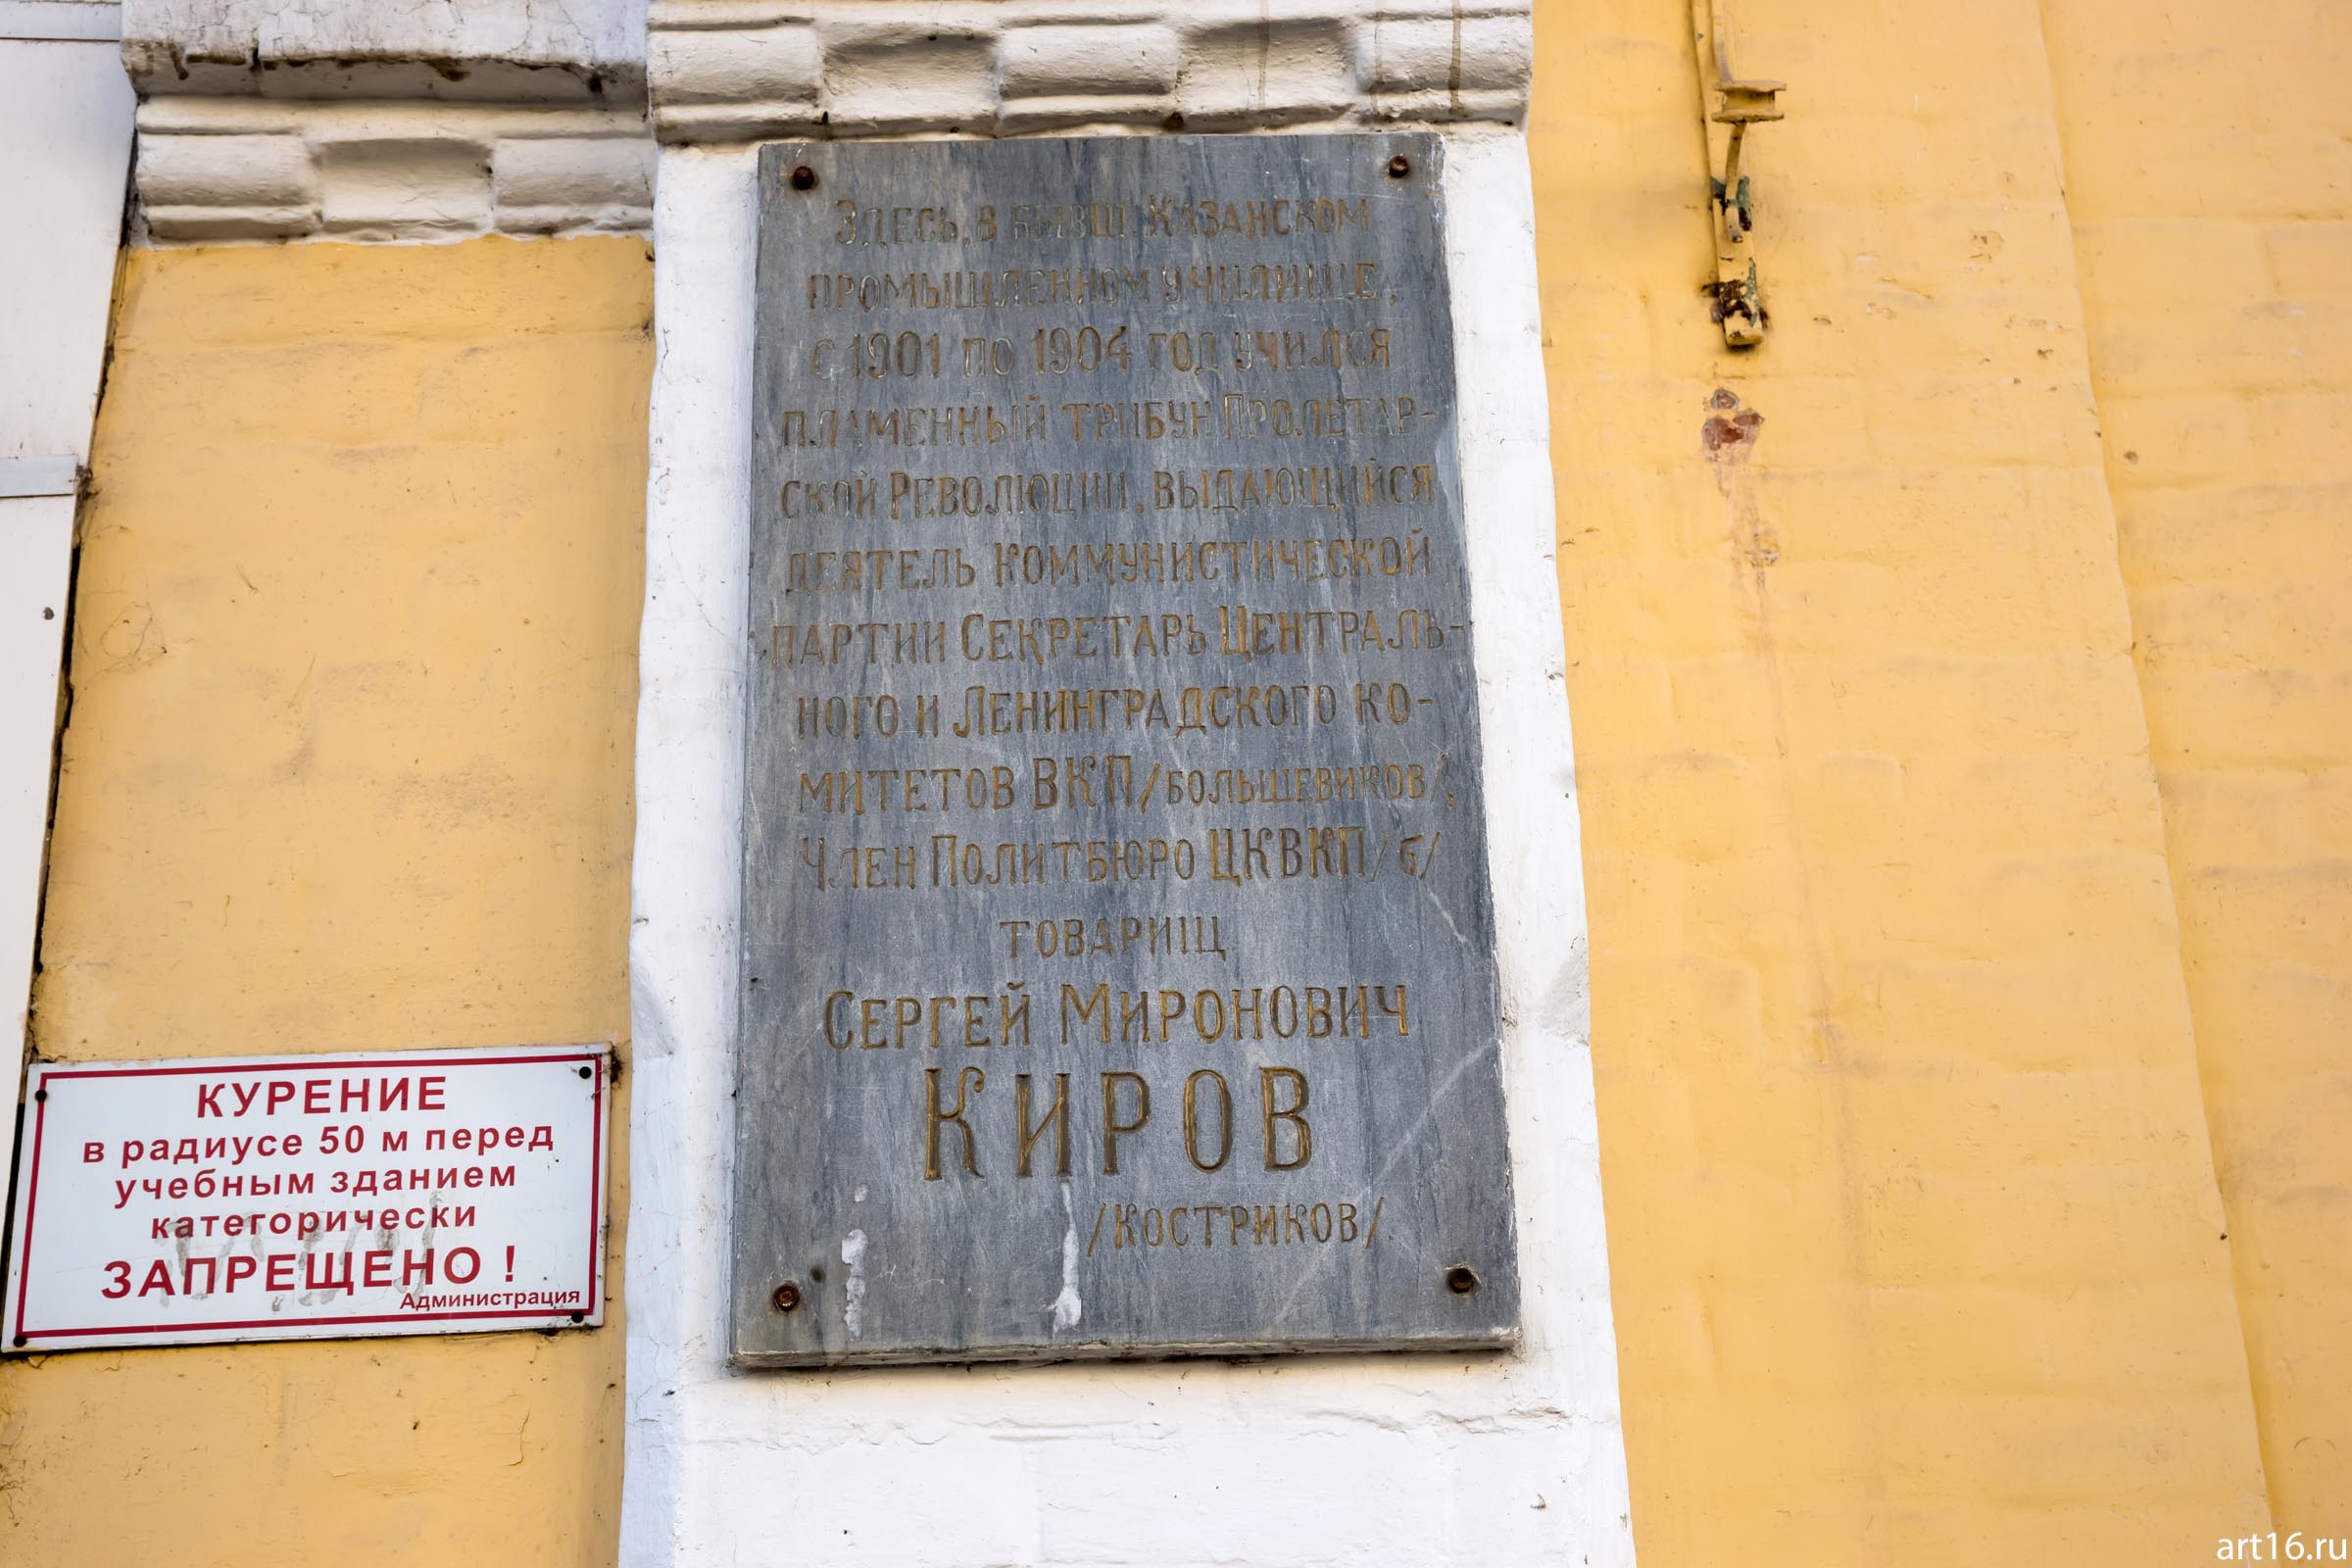 Здесь, в бывш. Казанском
промышленном училище,
с 1901 по 1904 год учился
пламенный трибун Пролетар-
ской Революции, выдающийся
деятель коммунистической
партии Секретарь Централь-
ного и Ленинградского ко-
митетов ВКП/большевиков/,
Член Политбюро ЦКВКП/б/
товарищ
Сергей Миронович
КИРОВ
/Костриков/
КУРЕНИЕ
в радиусе 50 м перед
учебным зданием
категорически
ЗАПРЕЩЕНО !
Администрация
art16.ru